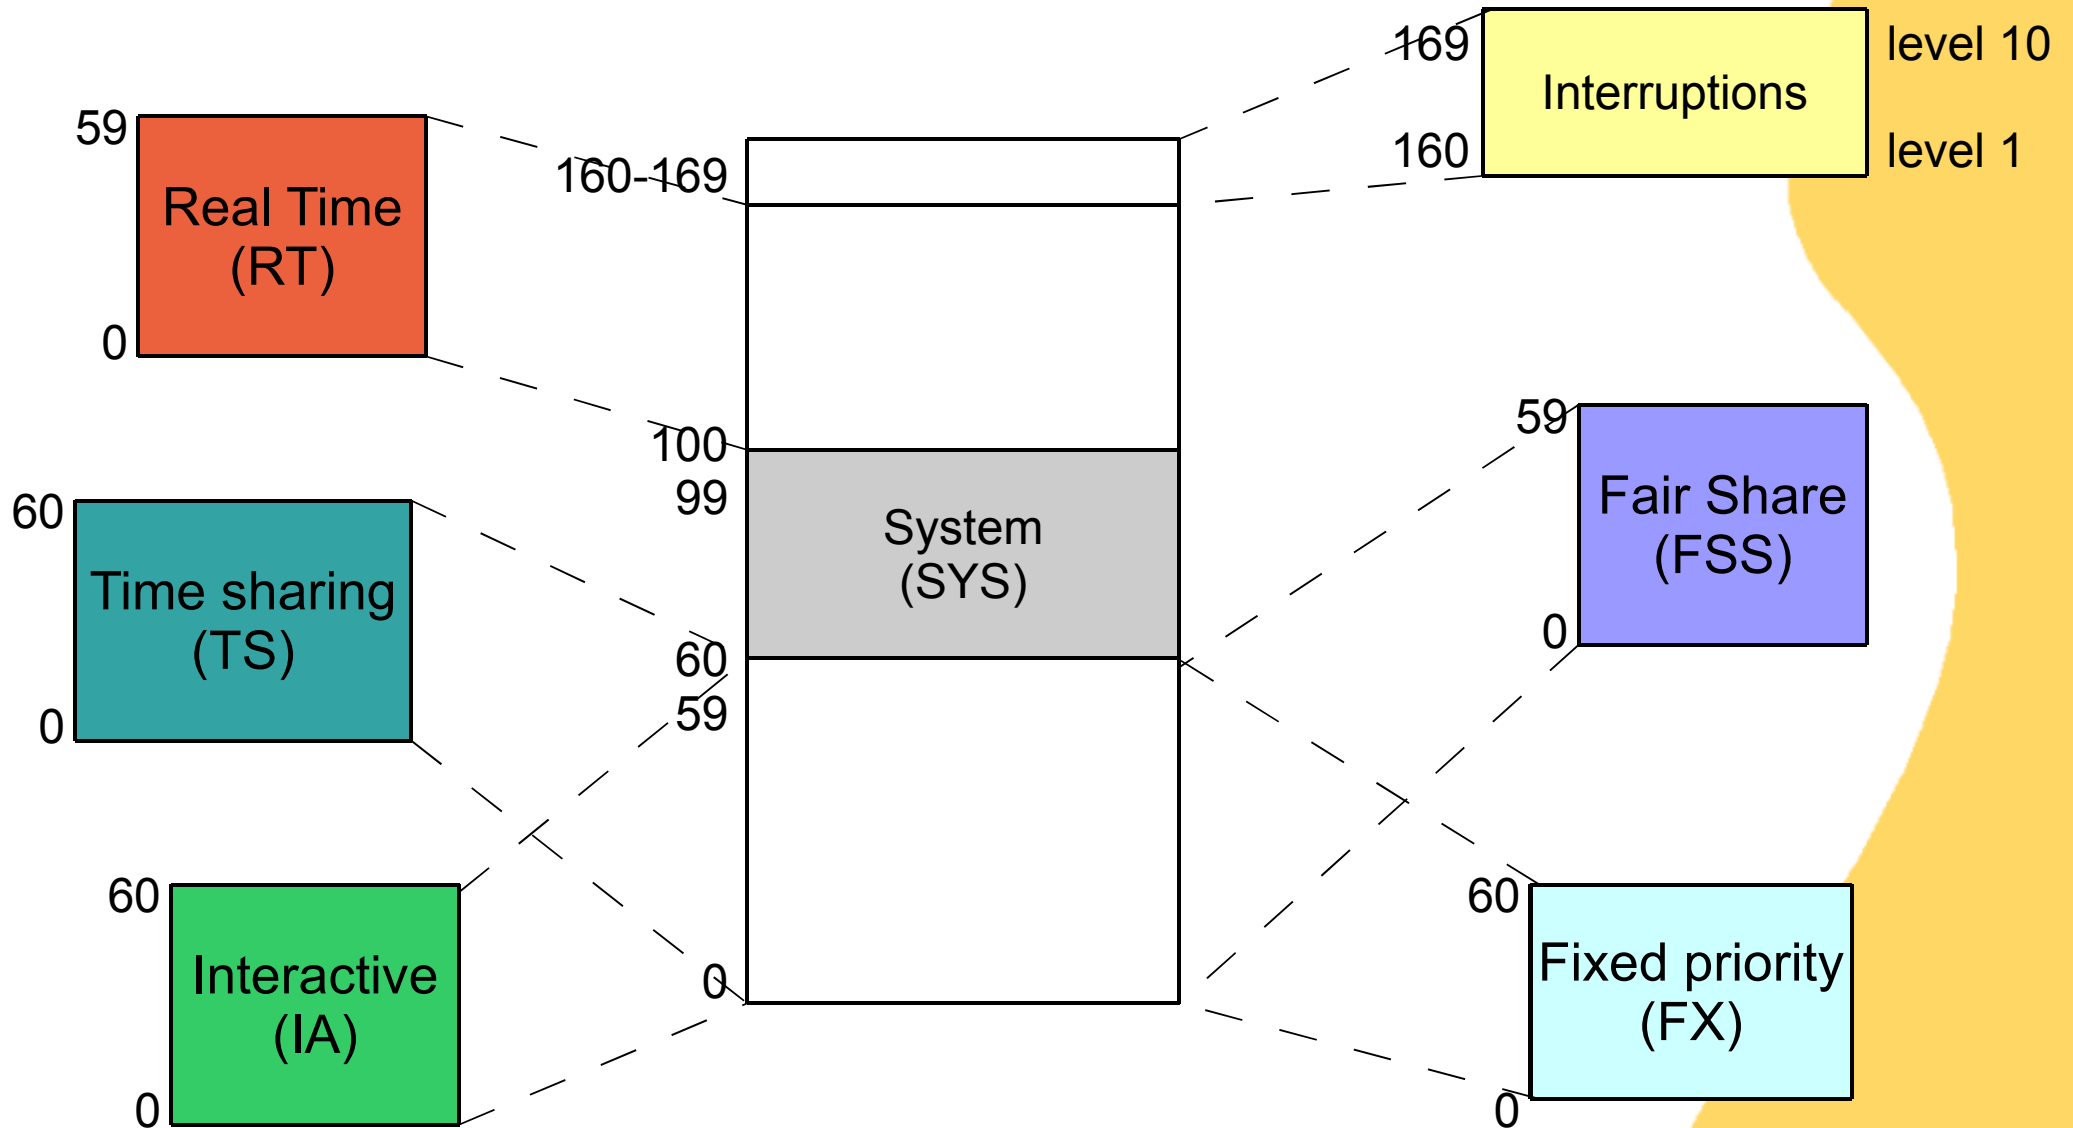 169
level 10
Interruptions
160
level 1
59
Real Time
(RT)
0
160-169
100
99
System
(SYS)
60
59
0
60
Time sharing
(TS)
0
60
Interactive
(IA)
0
59
Fair Share
(FSS)
0
60
Fixed priority
(FX)
0